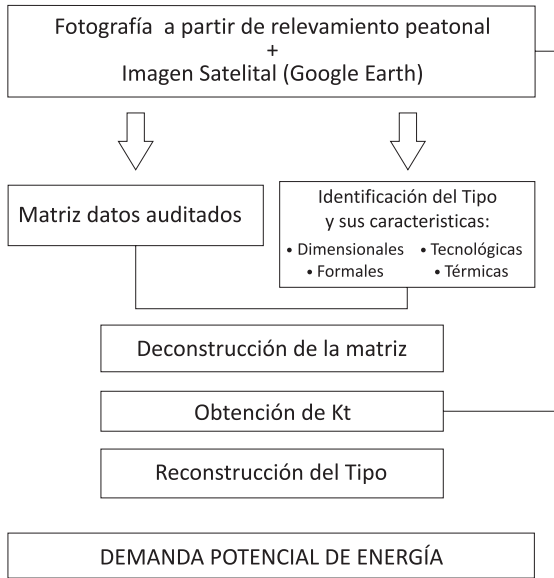 Fotografía a partir de relevamiento peatonal
+
Imagen Satelital (Google Earth)
Matriz datos auditados
Identificación del Tipo
y sus caracteristicas:
• Dimensionales • Tecnológicas
• Formales • Térmicas
Deconstrucción de la matriz
Obtención de Kt
Reconstrucción del Tipo
DEMANDA POTENCIAL DE ENERGÍA